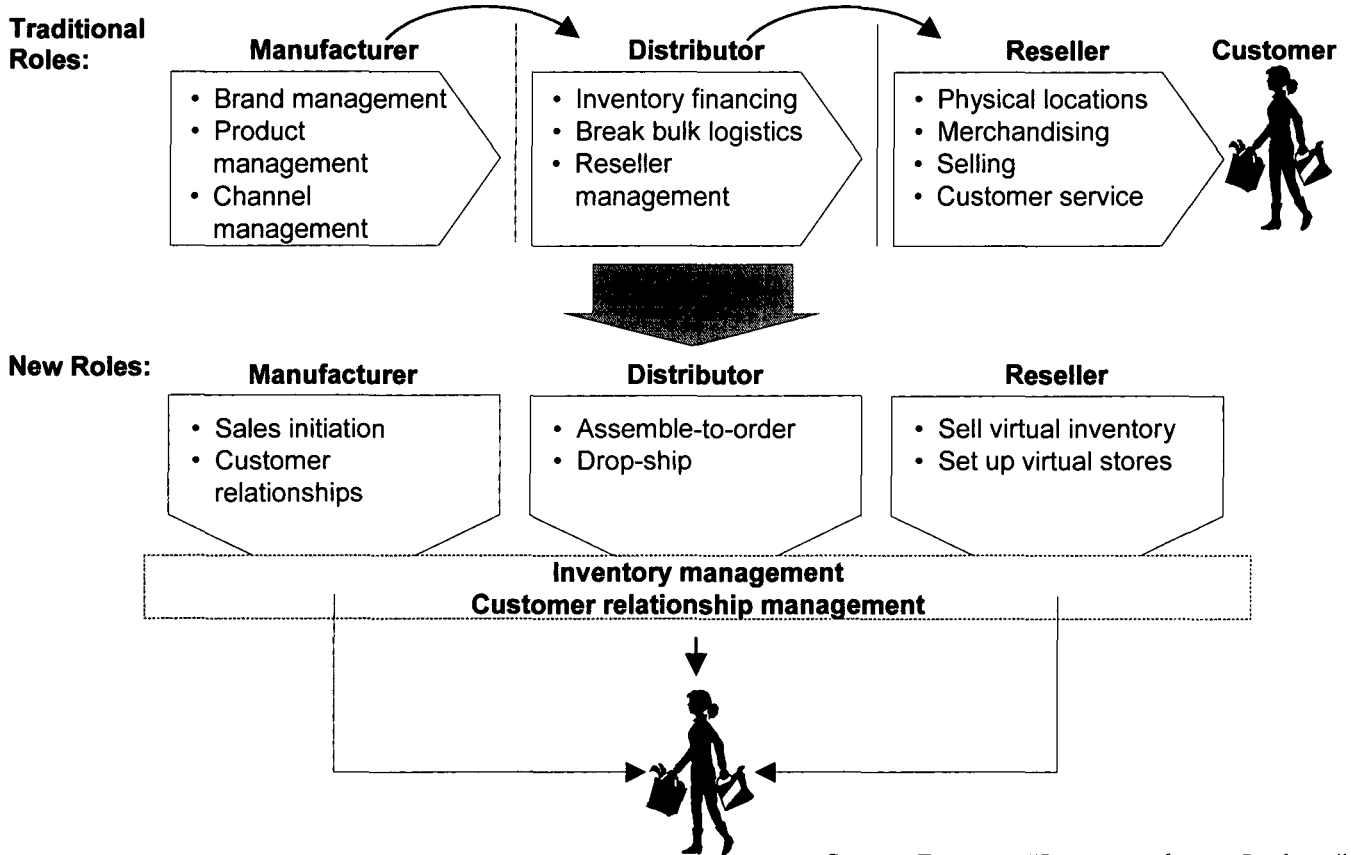 Traditional
Roles:
Manufacturer
Distributor
Reseller
Customer
• Brand management
• Product
management
• Channel
management
• Inventory financing
• Break bulk logistics
• Reseller
management
• Physical locations
• Merchandising
• Selling
• Customer service
New Roles:
Manufacturer
Distributor
Reseller
• Sales initiation
• Customer
relationships
• Assemble-to-order
• Drop-ship
• Sell virtual inventory
• Set up virtual stores
Inventory management
Customer relationship management